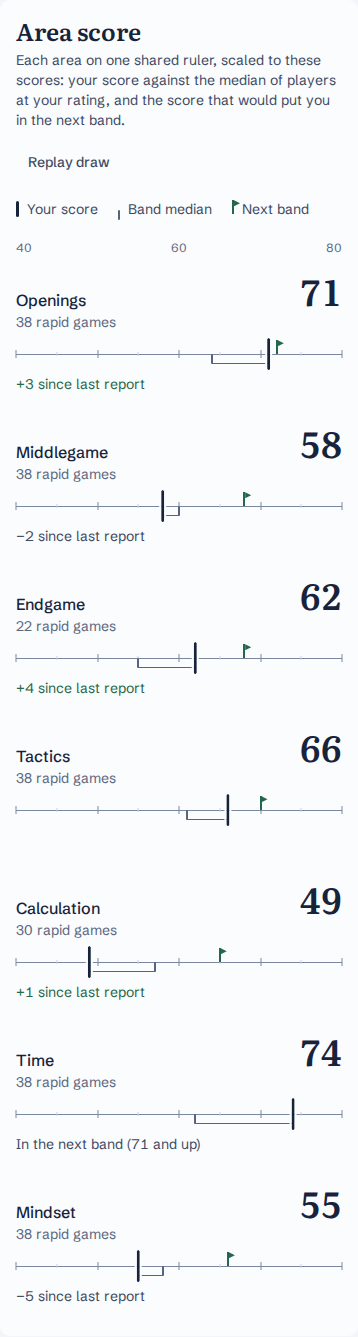 Area score
Each area on one shared ruler, scaled to these
scores: your score against the median of players
at your rating, and the score that would put you
in the next band.
Replay draw
Your score Band median Next band
40 60 80
Openings 71
38 rapid games
+3 since last report
Middlegame 58
38 rapid games
−2 since last report
Endgame 62
22 rapid games
+4 since last report
Tactics 66
38 rapid games
Calculation 49
30 rapid games
+1 since last report
Time 74
38 rapid games
In the next band (71 and up)
Mindset 55
38 rapid games
−5 since last report